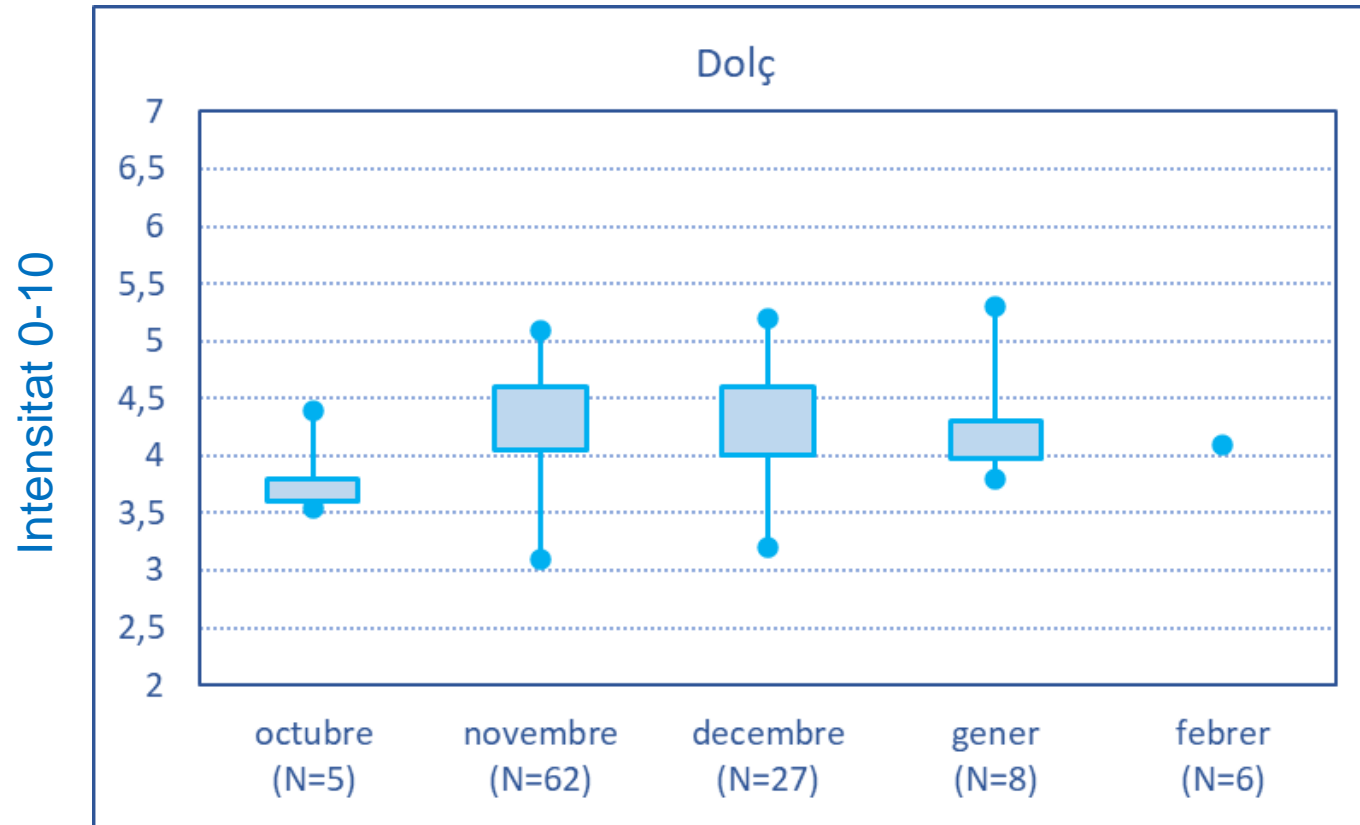 Dolç
Intensitat 0-10
7
6,5
6
5,5
5
4,5
4
3,5
3
2,5
2
octubre
(N=5)
novembre
(N=62)
decembre
(N=27)
gener
(N=8)
febrer
(N=6)